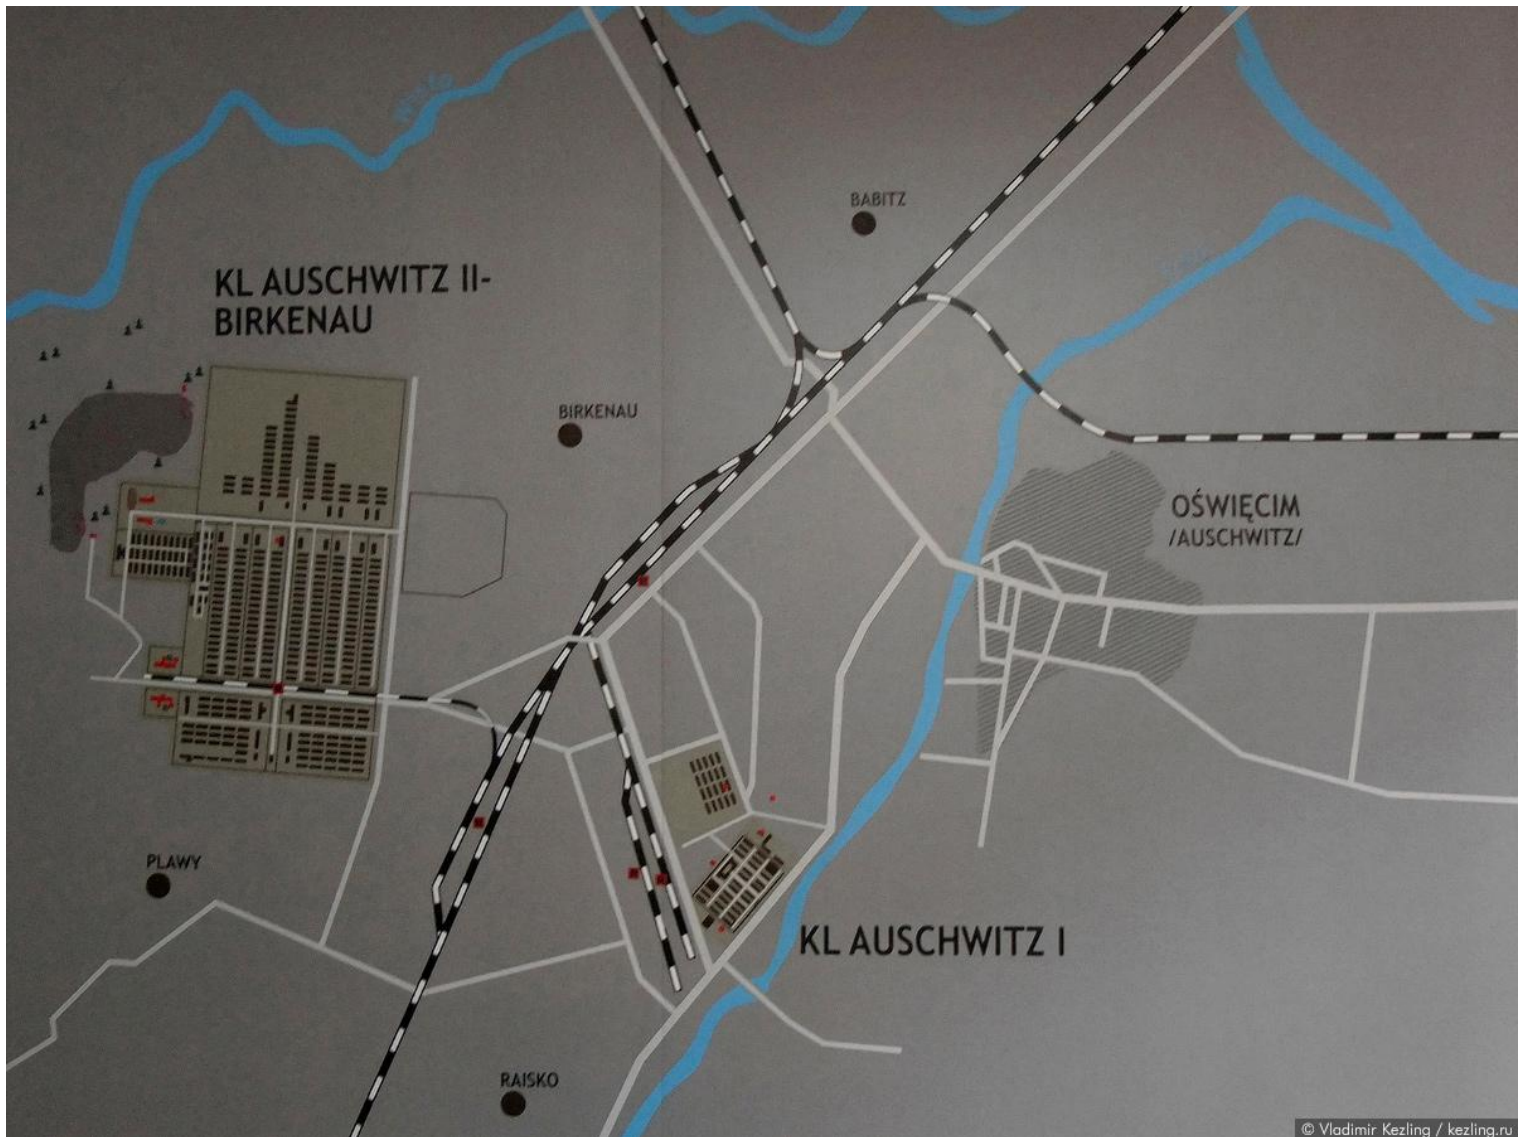 BABITZ
KL AUSCHWITZ II-
BIRKENAU
BIRKENAU
OŚWIĘCIM
/AUSCHWITZ/
PLAWY
KL AUSCHWITZ I
RAISKO
© Vladimir Kezling / kezling.ru